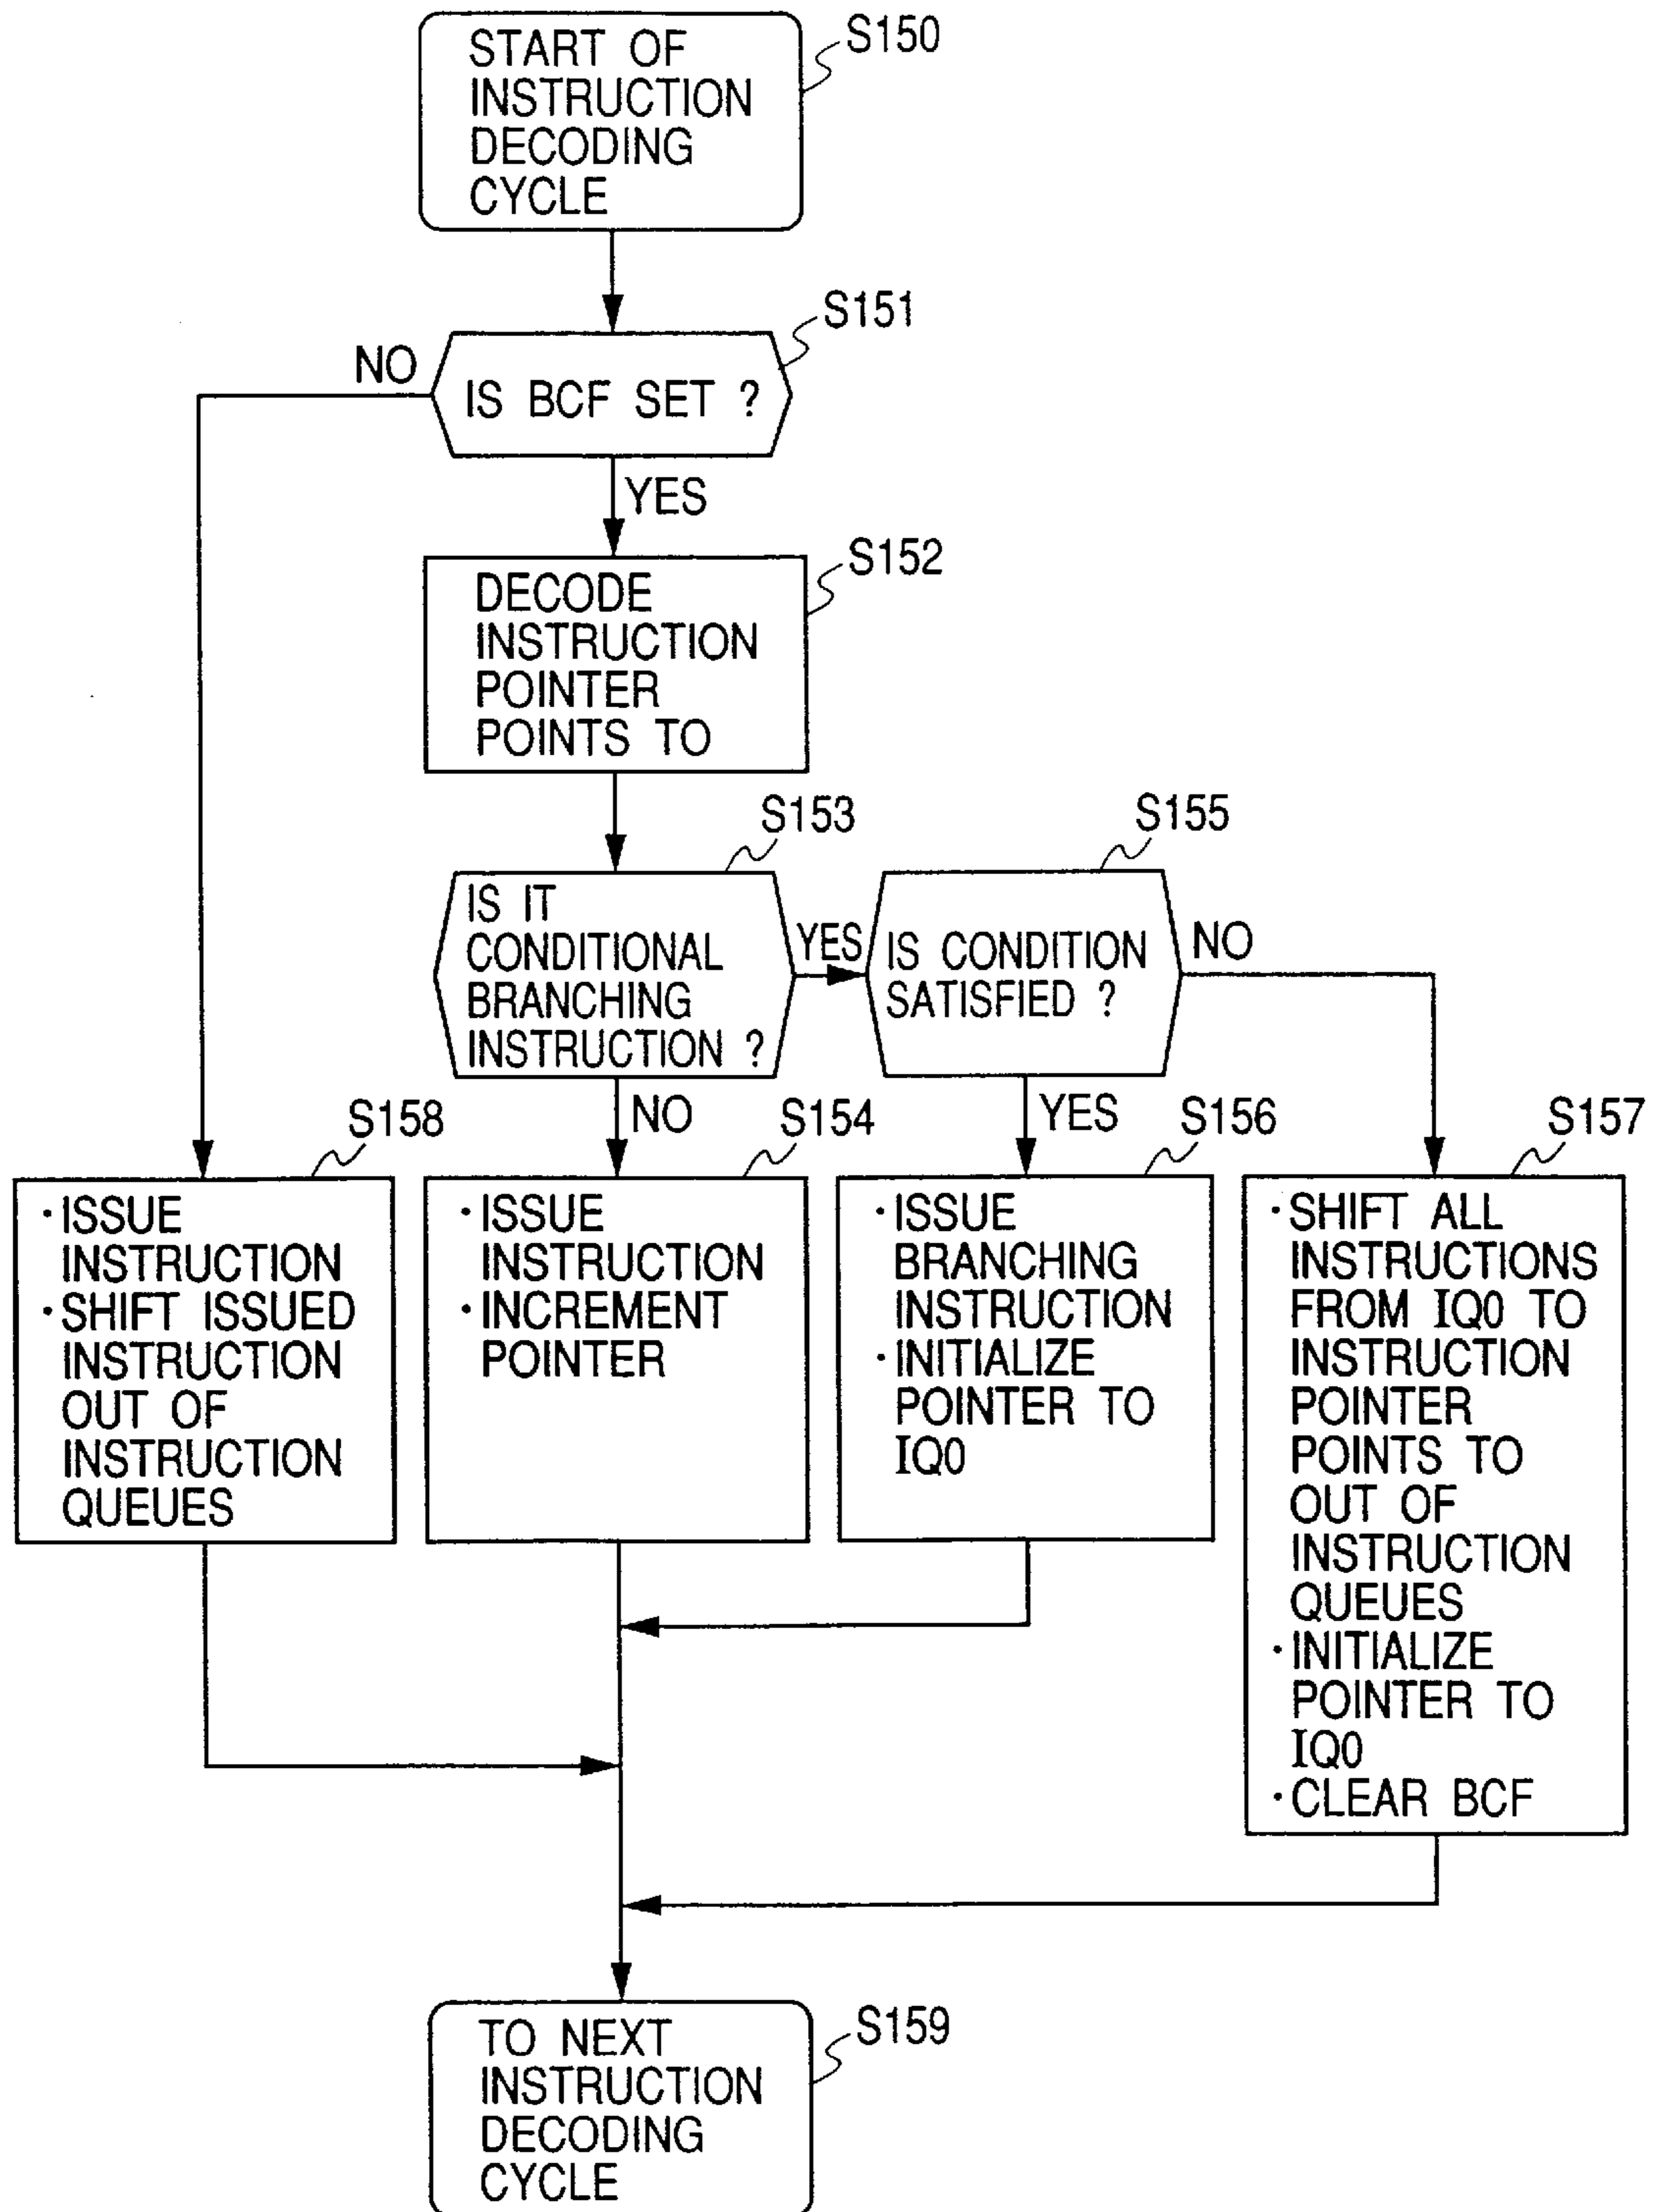 START OF
INSTRUCTION
DECODING
CYCLE
S150
S151
NO
IS BCF SET ?
YES
S152
DECODE
INSTRUCTION
POINTER
POINTS TO
S153
IS IT
CONDITIONAL
BRANCHING
INSTRUCTION ?
YES
S155
IS CONDITION
SATISFIED ?
NO
NO
YES
S158
·ISSUE
INSTRUCTION
·SHIFT ISSUED
INSTRUCTION
OUT OF
INSTRUCTION
QUEUES
S154
·ISSUE
INSTRUCTION
·INCREMENT
POINTER
S156
·ISSUE
BRANCHING
INSTRUCTION
·INITIALIZE
POINTER TO
IQ0
S157
·SHIFT ALL
INSTRUCTIONS
FROM IQ0 TO
INSTRUCTION
POINTER
POINTS TO
OUT OF
INSTRUCTION
QUEUES
·INITIALIZE
POINTER TO
IQ0
·CLEAR BCF
S159
TO NEXT
INSTRUCTION
DECODING
CYCLE